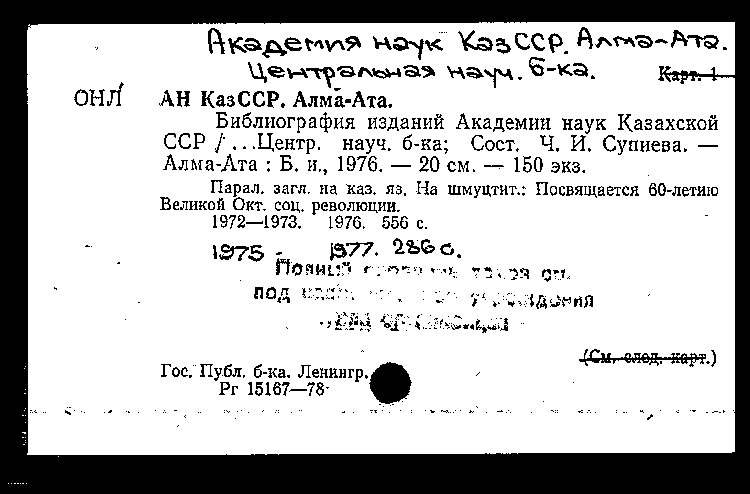 Академия наук КазССР. Алма-Ата.
Центральная науч. б-ка.
Карт. 1
ОНЛ
АН КазССР. Алма-Ата.
Библиография изданий Академии наук Казахской
ССР / ...Центр. науч. б-ка; Сост. Ч. И. Супиева. —
Алма-Ата : Б. и., 1976. — 20 см. — 150 экз.
Парал. загл. на каз. яз. На шмуцтит.: Посвящается 60-летию
Великой Окт. соц. революции.
1972—1973. 1976. 556 с.
1975 - 1977. 286 с.
Полный
под учреждения
(См. след. карт.)
Гос. Публ. б-ка. Ленингр.
Рг 15167—78